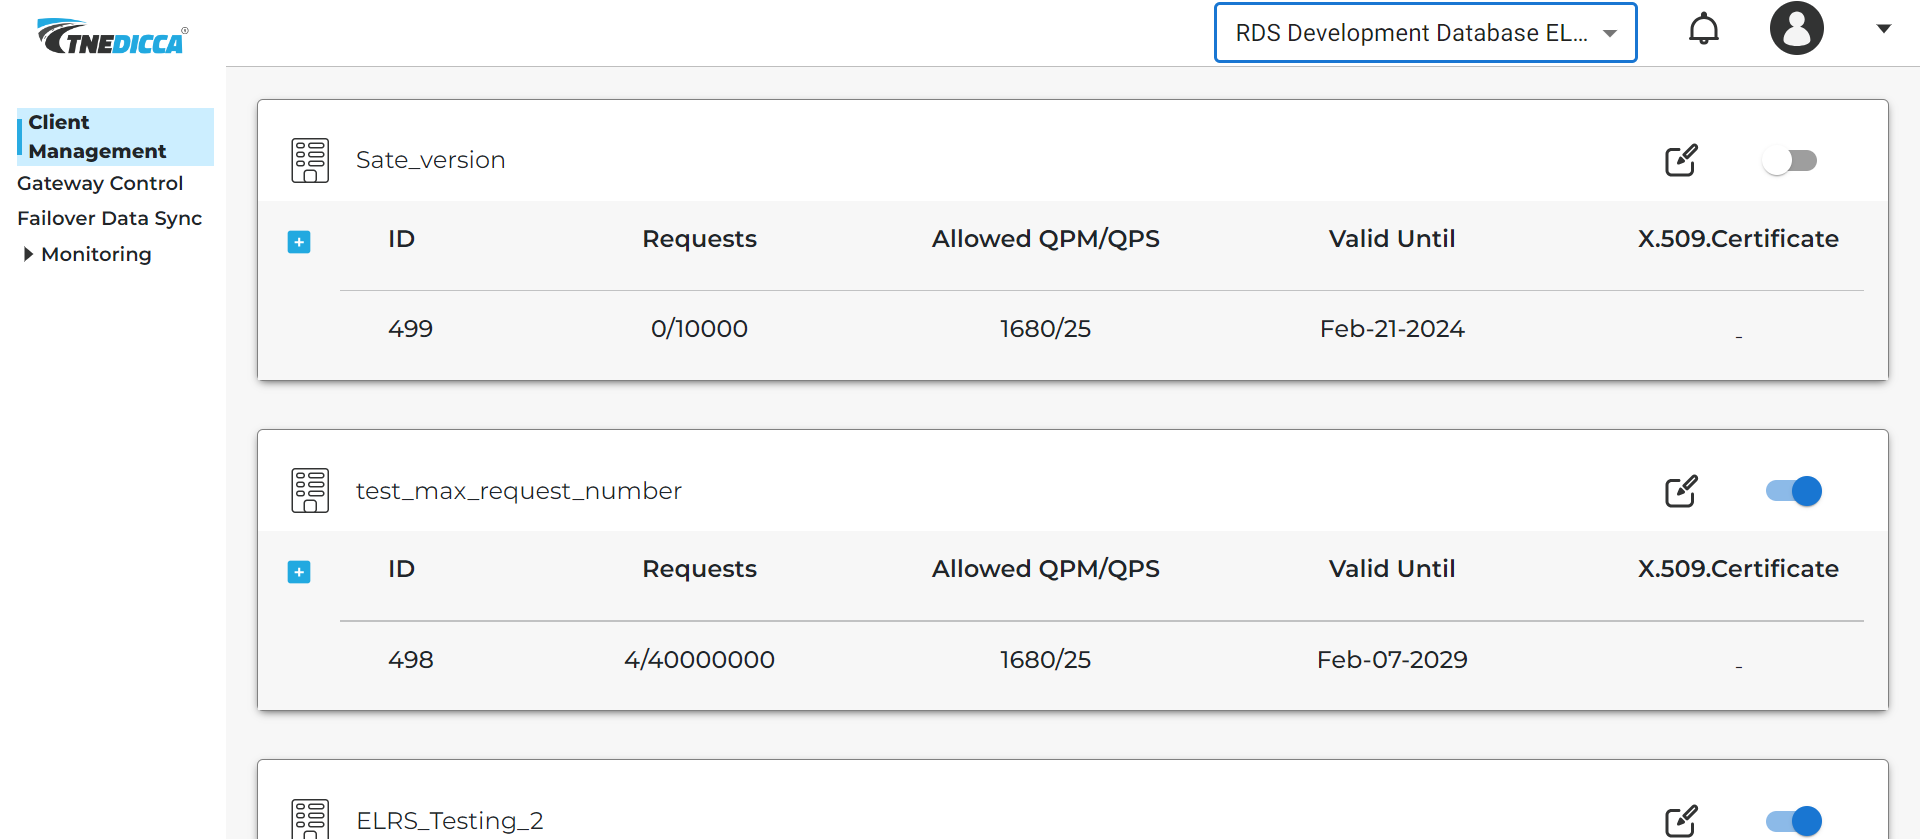 TNEDICCA®
RDS Development Database EL...
Client
Management
Gateway Control
Failover Data Sync
Monitoring
Sate_version
ID Requests Allowed QPM/QPS Valid Until X.509.Certificate
499 0/10000 1680/25 Feb-21-2024 -
test_max_request_number
ID Requests Allowed QPM/QPS Valid Until X.509.Certificate
498 4/40000000 1680/25 Feb-07-2029 -
ELRS_Testing_2